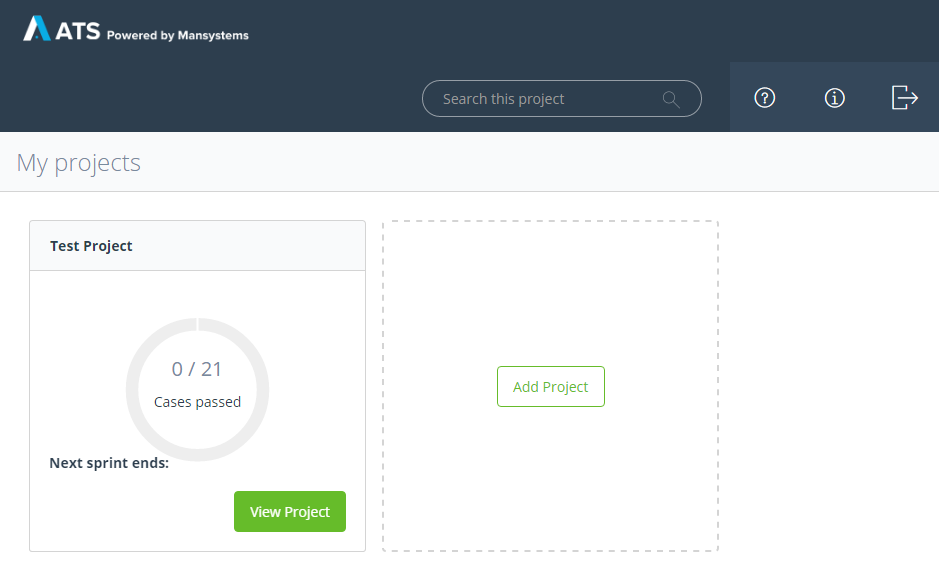 ATS Powered by Mansystems
Search this project
My projects
Test Project
0 / 21
Cases passed
Next sprint ends:
View Project
Add Project